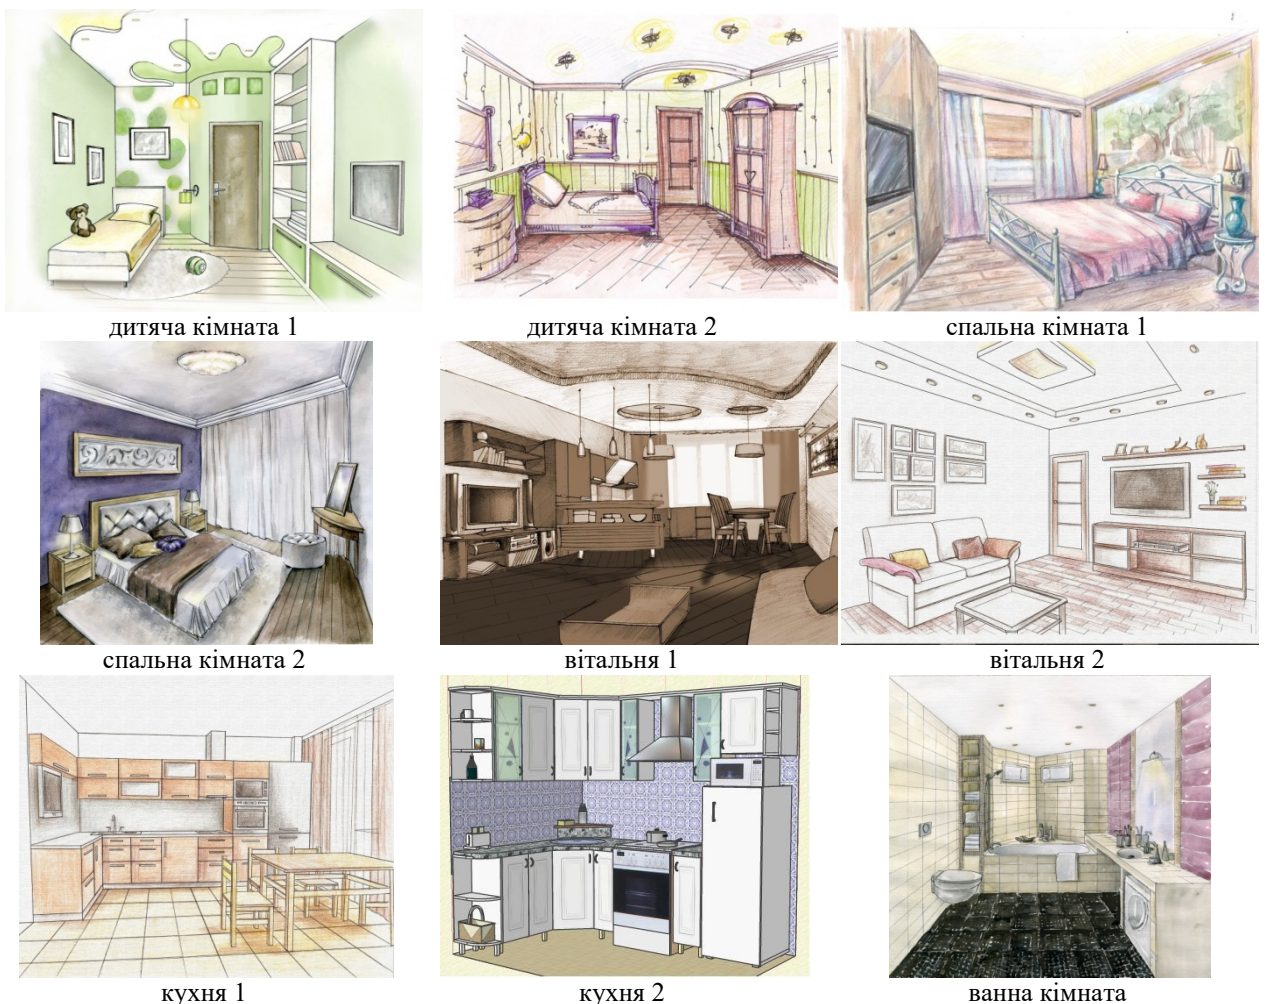 дитяча кімната 1
дитяча кімната 2
спальна кімната 1
спальна кімната 2
вітальня 1
вітальня 2
кухня 1
кухня 2
ванна кімната